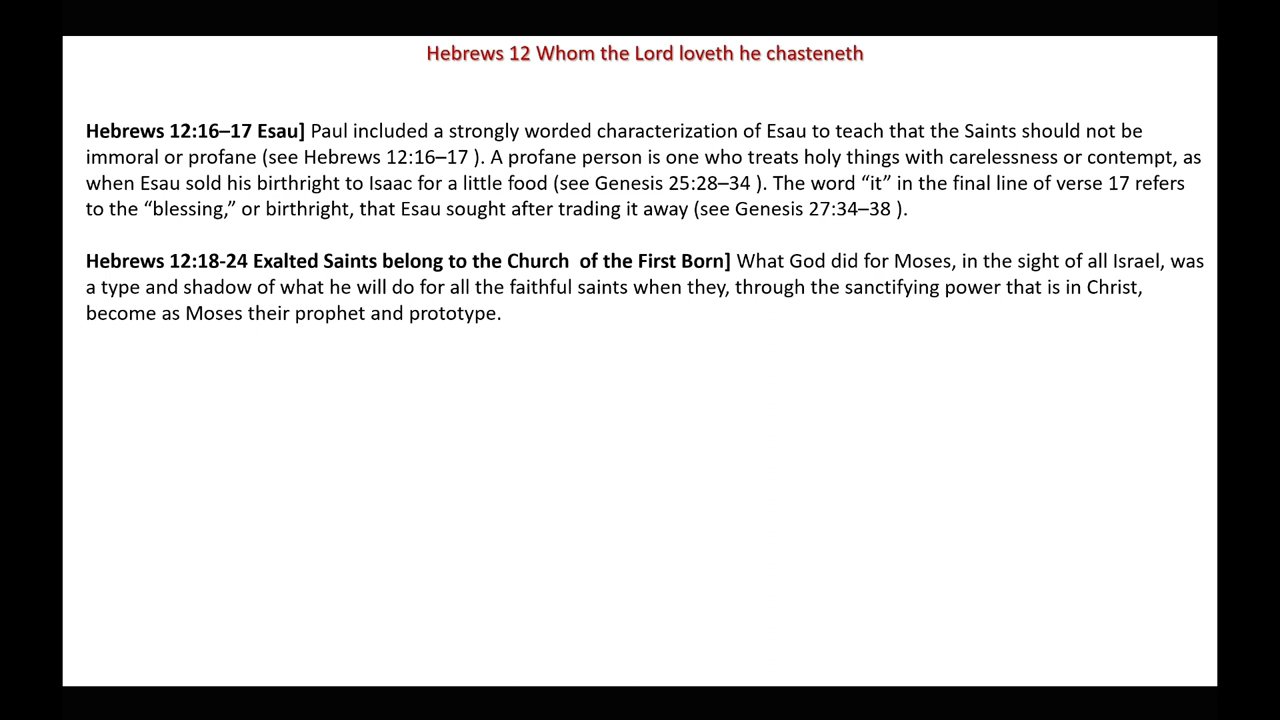 Hebrews 12 Whom the Lord loveth he chasteneth
Hebrews 12:16–17 Esau] Paul included a strongly worded characterization of Esau to teach that the Saints should not be
immoral or profane (see Hebrews 12:16–17 ). A profane person is one who treats holy things with carelessness or contempt, as
when Esau sold his birthright to Isaac for a little food (see Genesis 25:28–34 ). The word “it” in the final line of verse 17 refers
to the “blessing,” or birthright, that Esau sought after trading it away (see Genesis 27:34–38 ).
Hebrews 12:18-24 Exalted Saints belong to the Church  of the First Born] What God did for Moses, in the sight of all Israel, was
a type and shadow of what he will do for all the faithful saints when they, through the sanctifying power that is in Christ,
become as Moses their prophet and prototype.